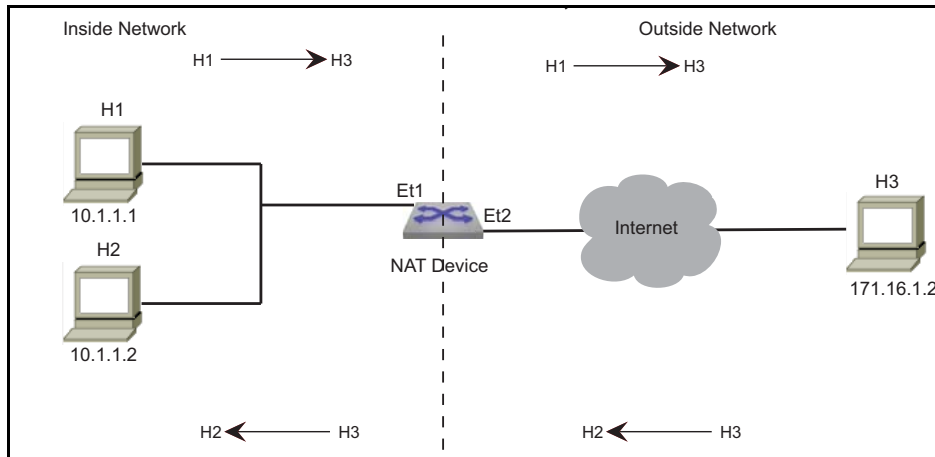 Inside Network
Outside Network
H1 H3
H1 H3
H1
10.1.1.1
H2
10.1.1.2
Et1
Et2
NAT Device
Internet
H3
171.16.1.2
H2 H3
H2 H3